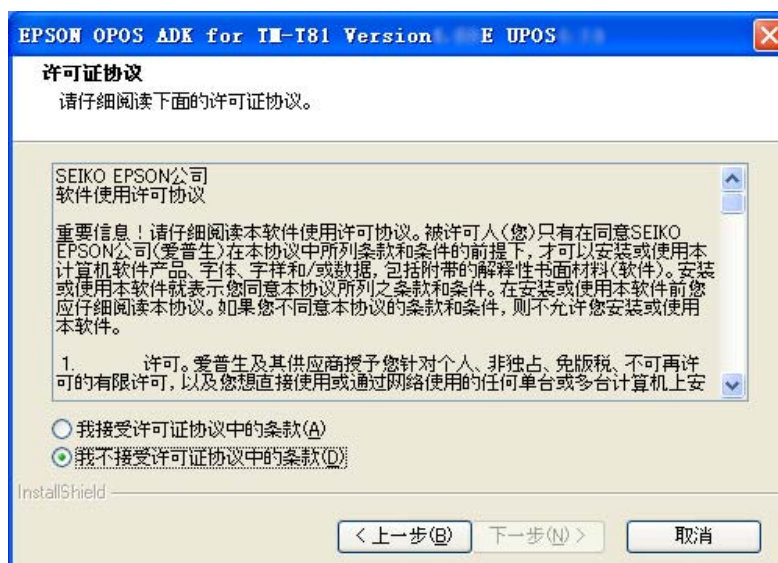 EPSON OPOS ADK for TM-T81 Version E UPOS
许可证协议
请仔细阅读下面的许可证协议。
SEIKO EPSON公司
软件使用许可协议
重要信息！请仔细阅读本软件使用许可协议。被许可人(您)只有在同意SEIKO
EPSON公司(爱普生)在本协议中所列条款和条件的前提下，才可以安装或使用本
计算机软件产品、字体、字样和/或数据，包括附带的解释性书面材料(软件)。安装
或使用本软件就表示您同意本协议所列之条款和条件。在安装或使用本软件前您
应仔细阅读本协议。如果您不同意本协议的条款和条件，则不允许您安装或使用
本软件。
1. 许可。爱普生及其供应商授予您针对个人、非独占、免版税、不可再许
可的有限许可，以及您想直接使用或通过网络使用的任何单台或多台计算机上安
我接受许可证协议中的条款(A)
我不接受许可证协议中的条款(D)
InstallShield
< 上一步(B)
下一步(N) >
取消